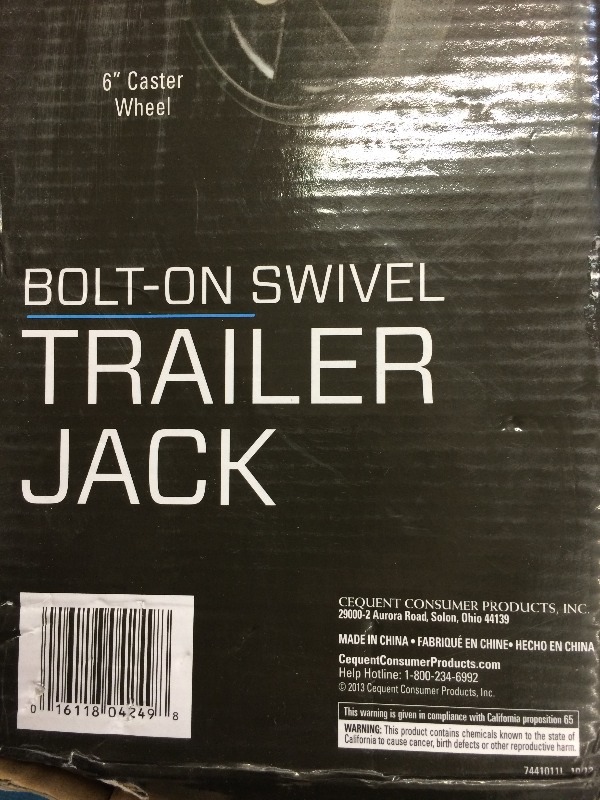 6" Caster
Wheel
BOLT-ON SWIVEL
TRAILER
JACK
0 16118 04249 8
CEQUENT CONSUMER PRODUCTS, INC.
29000-2 Aurora Road, Solon, Ohio 44139
MADE IN CHINA • FABRIQUÉ EN CHINE• HECHO EN CHINA
CequentConsumerProducts.com
Help Hotline: 1-800-234-6992
© 2013 Cequent Consumer Products, Inc.
This warning is given in compliance with California proposition 65
WARNING: This product contains chemicals known to the state of
California to cause cancer, birth defects or other reproductive harm.